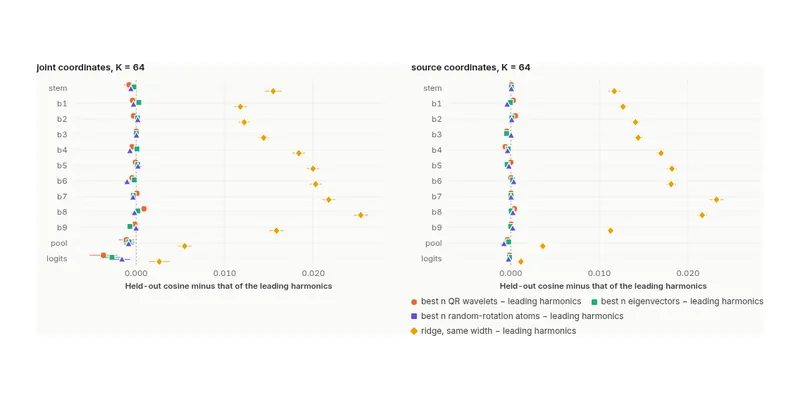 joint coordinates, K = 64
stem
b1
b2
b3
b4
b5
b6
b7
b8
b9
pool
logits
0.000 0.010 0.020
Held-out cosine minus that of the leading harmonics
source coordinates, K = 64
stem
b1
b2
b3
b4
b5
b6
b7
b8
b9
pool
logits
0.000 0.010 0.020
Held-out cosine minus that of the leading harmonics
best n QR wavelets − leading harmonics best n eigenvectors − leading harmonics
best n random-rotation atoms − leading harmonics
ridge, same width − leading harmonics